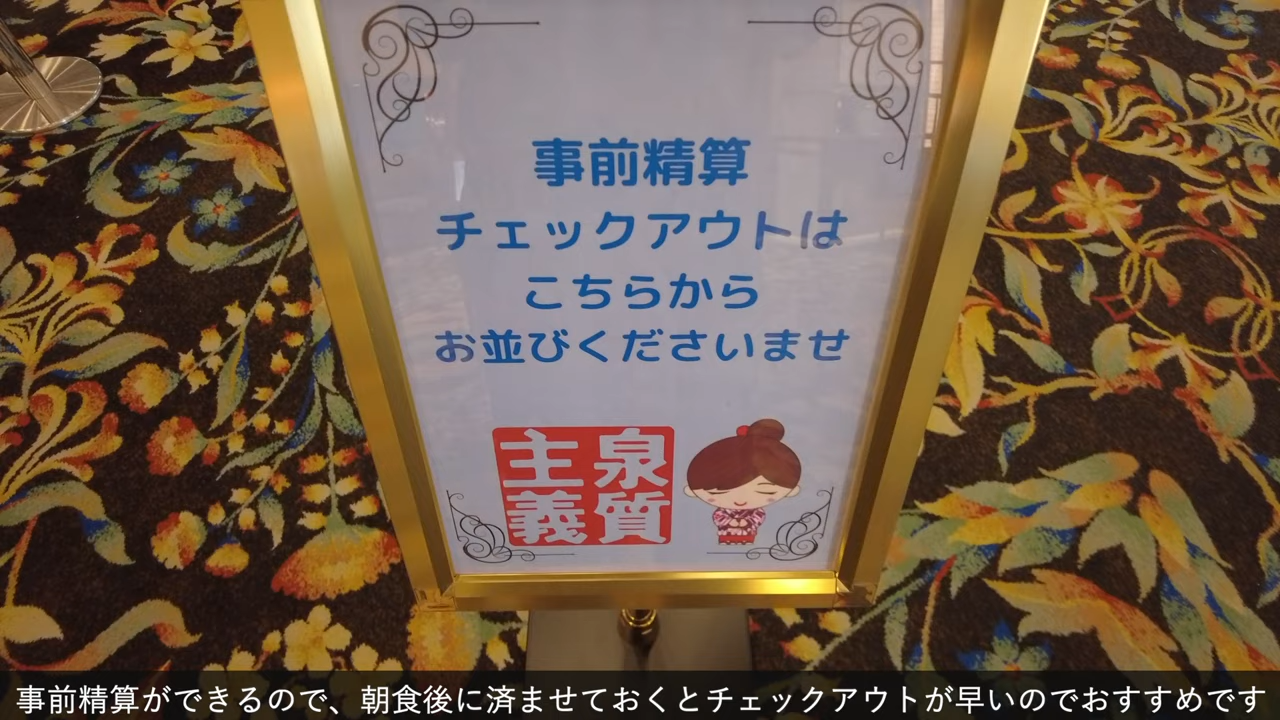 事前精算
チェックアウトは
こちらから
お並びくださいませ
泉質
主義
事前精算ができるので、朝食後に済ませておくとチェックアウトが早いのでおすすめです